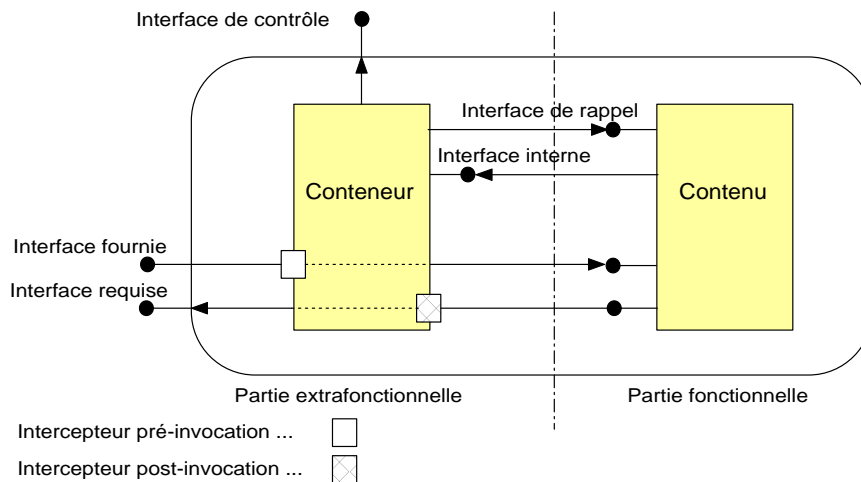 Interface de contrôle
Interface de rappel
Interface interne
Conteneur
Contenu
Interface fournie
Interface requise
Partie extrafonctionnelle
Partie fonctionnelle
Intercepteur pré-invocation ...
Intercepteur post-invocation ...